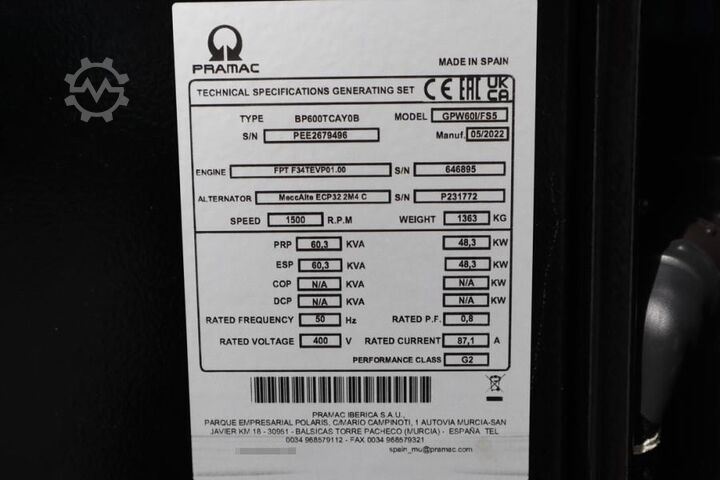 PRAMAC
MADE IN SPAIN
TECHNICAL SPECIFICATIONS GENERATING SET CE EAC UKCA
TYPE BP600TCAY0B MODEL GPW60I/FS5
S/N PEE2679496 Manuf. 05/2022
ENGINE FPT F34TEVP01.00 S/N 646895
ALTERNATOR MeccAlte ECP32 2M4 C S/N P231772
SPEED 1500 R.P.M WEIGHT 1363 KG
PRP 60,3 KVA 48,3 KW
ESP 60,3 KVA 48,3 KW
COP N/A KVA N/A KW
DCP N/A KVA N/A KW
RATED FREQUENCY 50 Hz RATED P.F. 0,8
RATED VOLTAGE 400 V RATED CURRENT 87,1 A
PERFORMANCE CLASS G2
PRAMAC IBERICA S.A.U.,
PARQUE EMPRESARIAL POLARIS, C/MARIO CAMPINOTI, 1 AUTOVIA MURCIA-SAN
JAVIER KM.18 - 30591 - BALSICAS TORRE PACHECO (MURCIA) - ESPAÑA TEL
0034 968579112 - FAX 0034 968579321
spain_mu@pramac.com